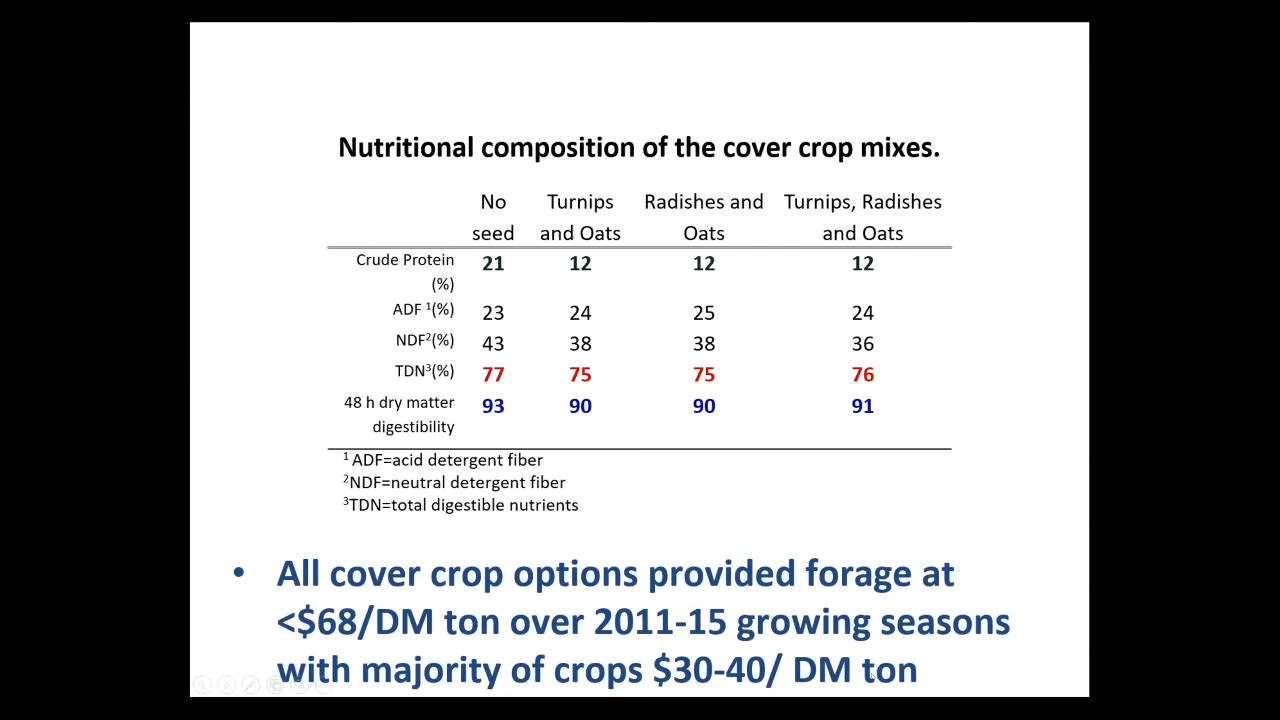 Nutritional composition of the cover crop mixes.
No seed Turnips and Oats Radishes and Oats Turnips, Radishes and Oats
Crude Protein (%) 21 12 12 12
ADF ¹(%) 23 24 25 24
NDF²(%) 43 38 38 36
TDN³(%) 77 75 75 76
48 h dry matter digestibility 93 90 90 91
¹ ADF=acid detergent fiber
²NDF=neutral detergent fiber
³TDN=total digestible nutrients
• All cover crop options provided forage at
<$68/DM ton over 2011-15 growing seasons
with majority of crops $30-40/ DM ton